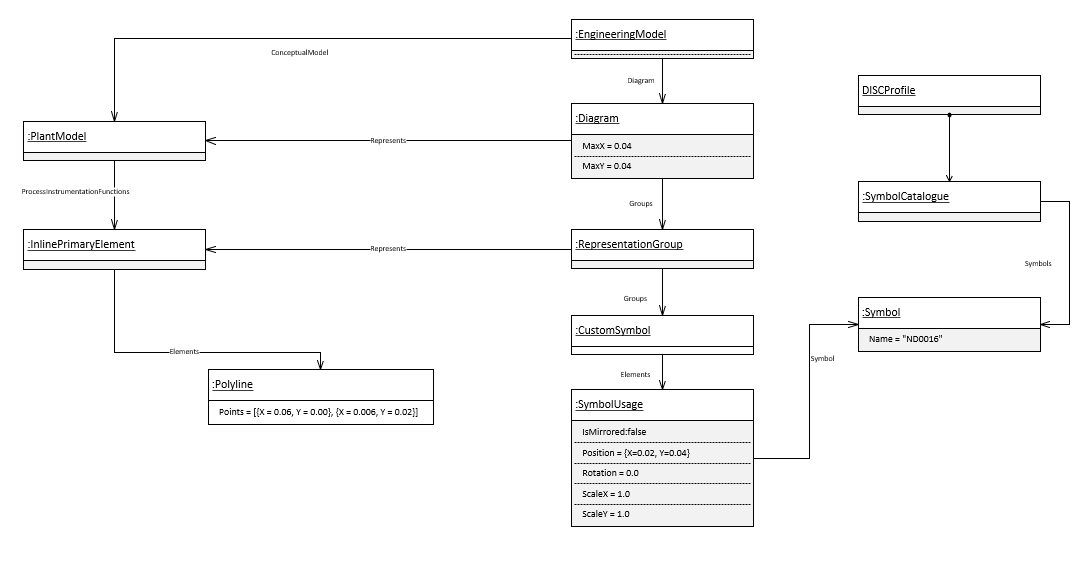 :EngineeringModel
ConceptualModel
Diagram
DISCProfile
:Diagram
:PlantModel
Represents
MaxX = 0.04
MaxY = 0.04
ProcessInstrumentationFunctions
:SymbolCatalogue
Groups
:InlinePrimaryElement
Represents
:RepresentationGroup
Symbols
Groups
:Symbol
:CustomSymbol
Name = "ND0016"
Elements
Symbol
Elements
:Polyline
:SymbolUsage
Points = [{X = 0.06, Y = 0.00}, {X = 0.006, Y = 0.02}]
IsMirrored:false
Position = {X=0.02, Y=0.04}
Rotation = 0.0
ScaleX = 1.0
ScaleY = 1.0